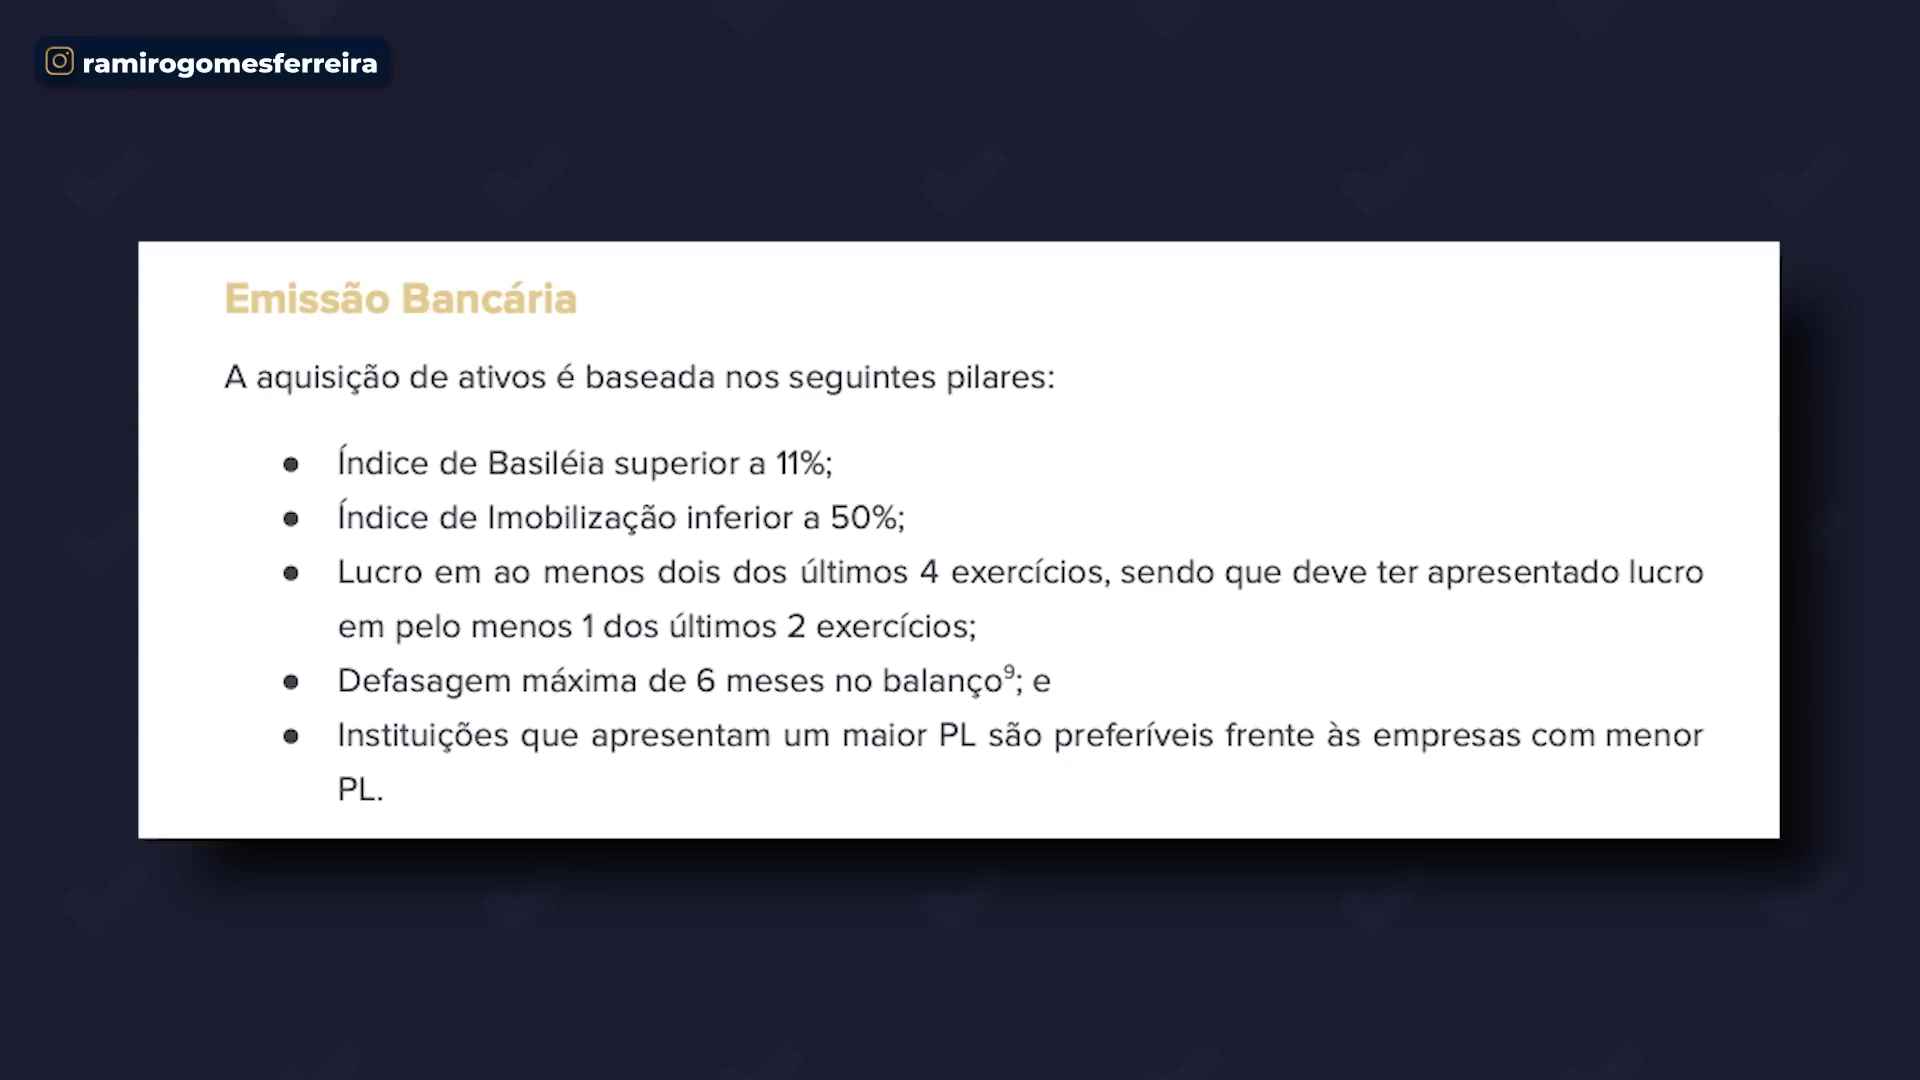 ramirogomesferreira
Emissão Bancária
A aquisição de ativos é baseada nos seguintes pilares:
● Índice de Basiléia superior a 11%;
● Índice de Imobilização inferior a 50%;
● Lucro em ao menos dois dos últimos 4 exercícios, sendo que deve ter apresentado lucro
em pelo menos 1 dos últimos 2 exercícios;
● Defasagem máxima de 6 meses no balanço⁹; e
● Instituições que apresentam um maior PL são preferíveis frente às empresas com menor
PL.